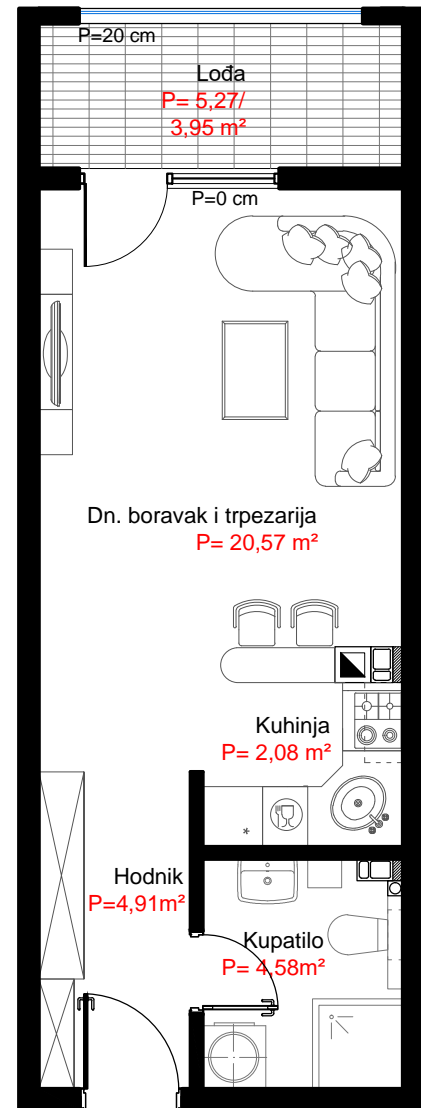 P=20 cm
Lođa
P= 5,27/
3,95 m²
P=0 cm
Dn. boravak i trpezarija
P= 20,57 m²
Kuhinja
P= 2,08 m²
*
Hodnik
P=4,91m²
Kupatilo
P= 4,58m²